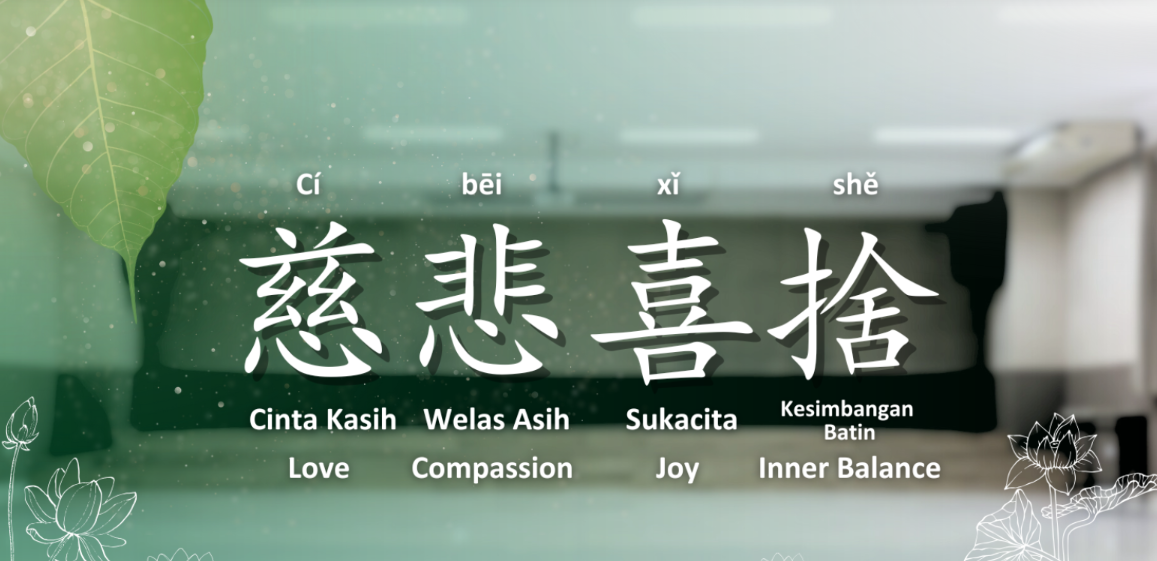 Cí bēi xǐ shě
慈 悲 喜 捨
Cinta Kasih Welas Asih Sukacita Kesimbangan
Batin
Love Compassion Joy Inner Balance